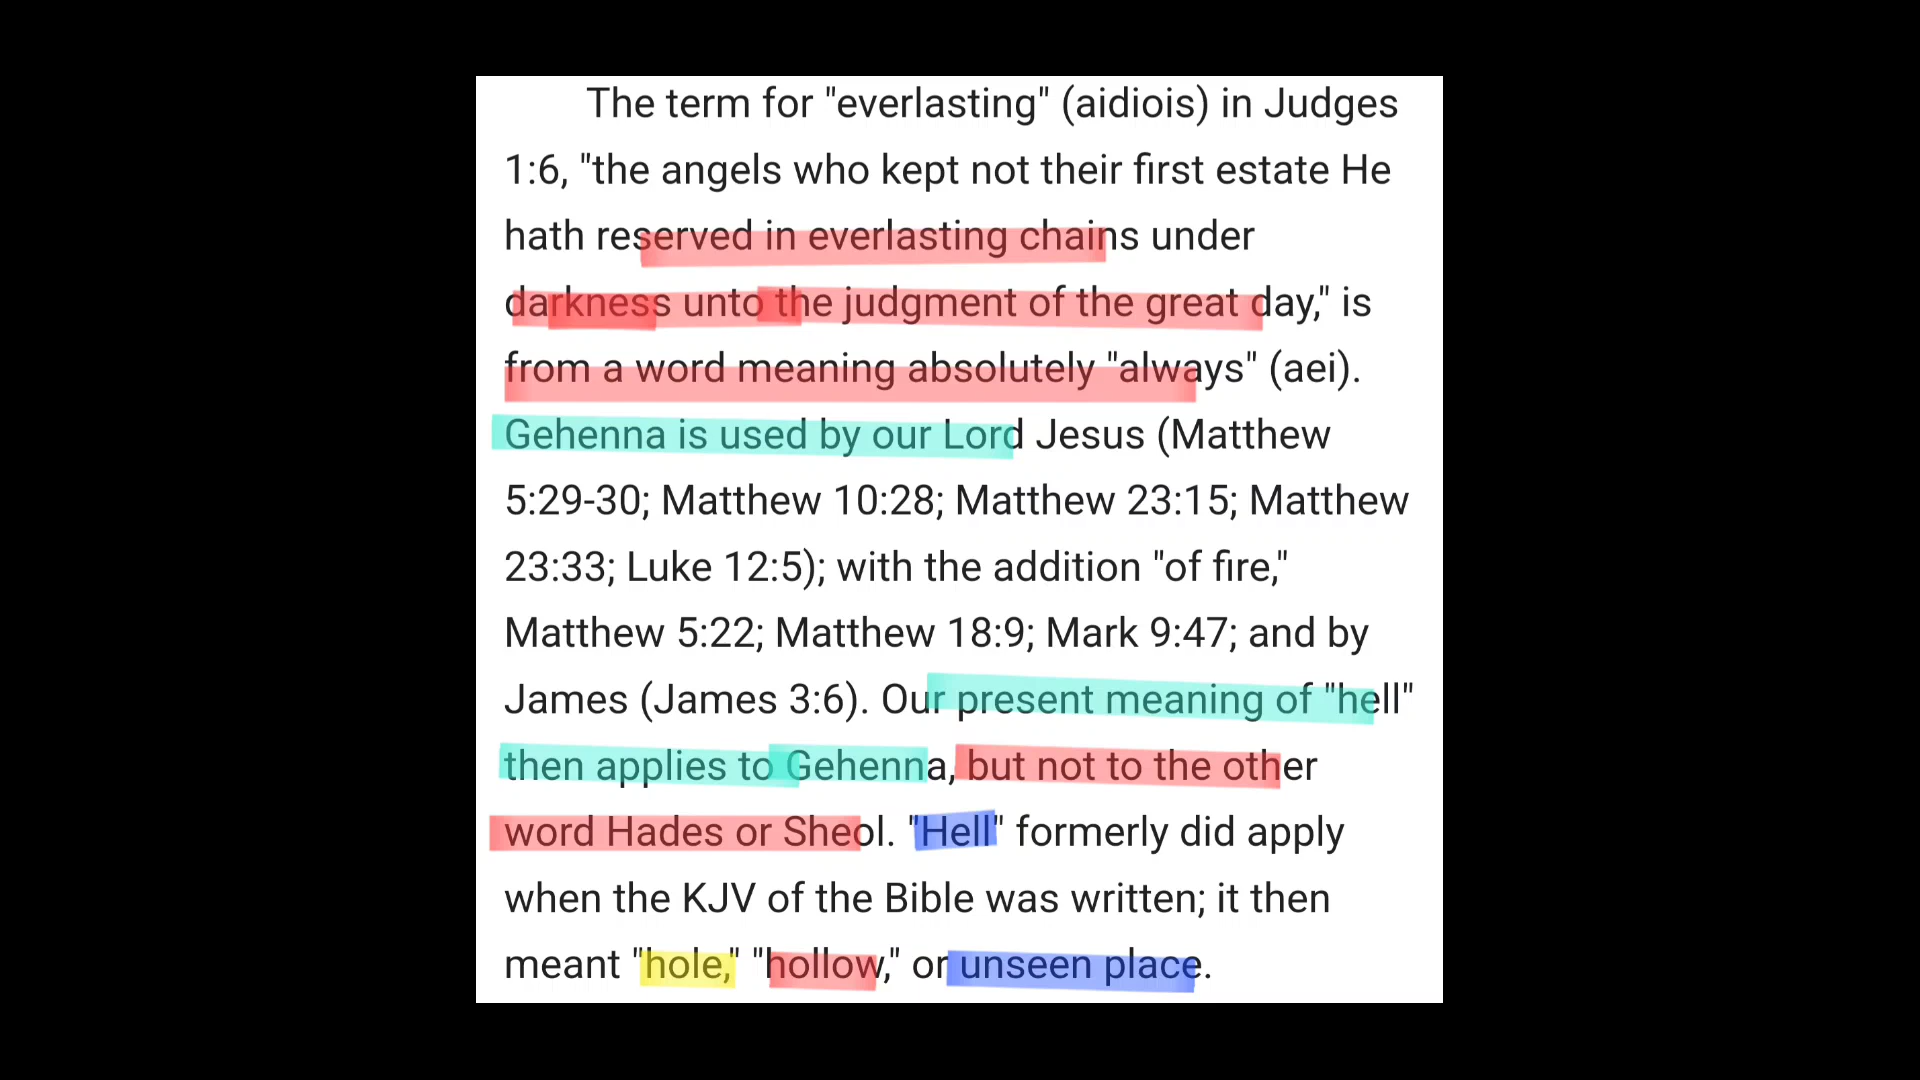 The term for "everlasting" (aidiois) in Judges
1:6, "the angels who kept not their first estate He
hath reserved in everlasting chains under
darkness unto the judgment of the great day," is
from a word meaning absolutely "always" (aei).
Gehenna is used by our Lord Jesus (Matthew
5:29-30; Matthew 10:28; Matthew 23:15; Matthew
23:33; Luke 12:5); with the addition "of fire,"
Matthew 5:22; Matthew 18:9; Mark 9:47; and by
James (James 3:6). Our present meaning of "hell"
then applies to Gehenna, but not to the other
word Hades or Sheol. "Hell" formerly did apply
when the KJV of the Bible was written; it then
meant "hole," "hollow," or unseen place.